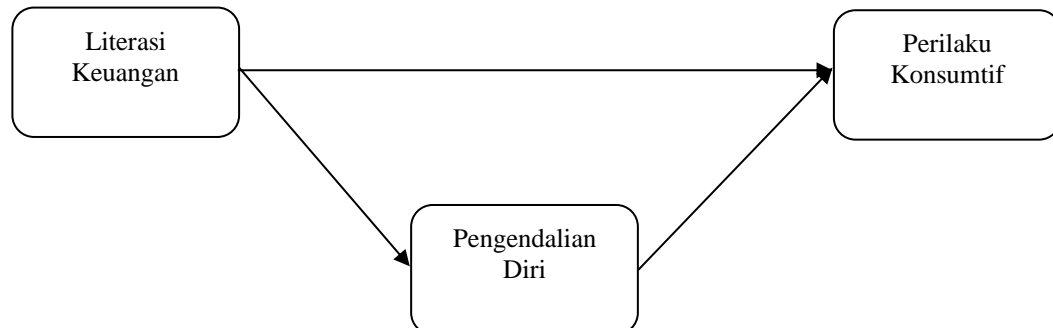 Literasi
Keuangan
Perilaku
Konsumtif
Pengendalian
Diri